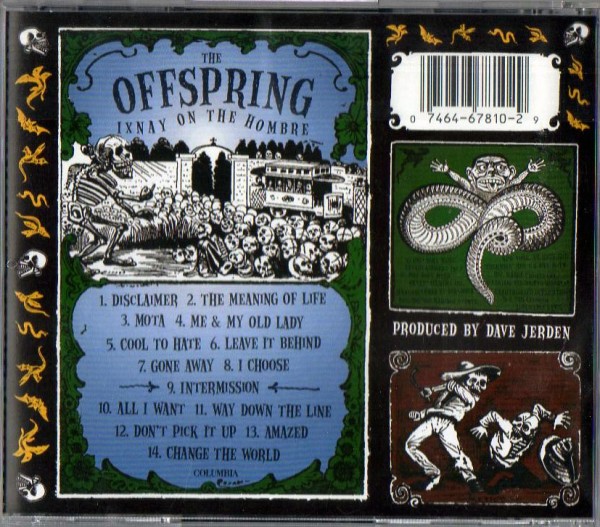 THE
OFFSPRING
IXNAY ON THE HOMBRE
1. DISCLAIMER 2. THE MEANING OF LIFE
3. MOTA 4. ME & MY OLD LADY
5. COOL TO HATE 6. LEAVE IT BEHIND
7. GONE AWAY 8. I CHOOSE
9. INTERMISSION
10. ALL I WANT 11. WAY DOWN THE LINE
12. DON'T PICK IT UP 13. AMAZED
14. CHANGE THE WORLD
COLUMBIA
0 7464-67810-2 9
PRODUCED BY DAVE JERDEN